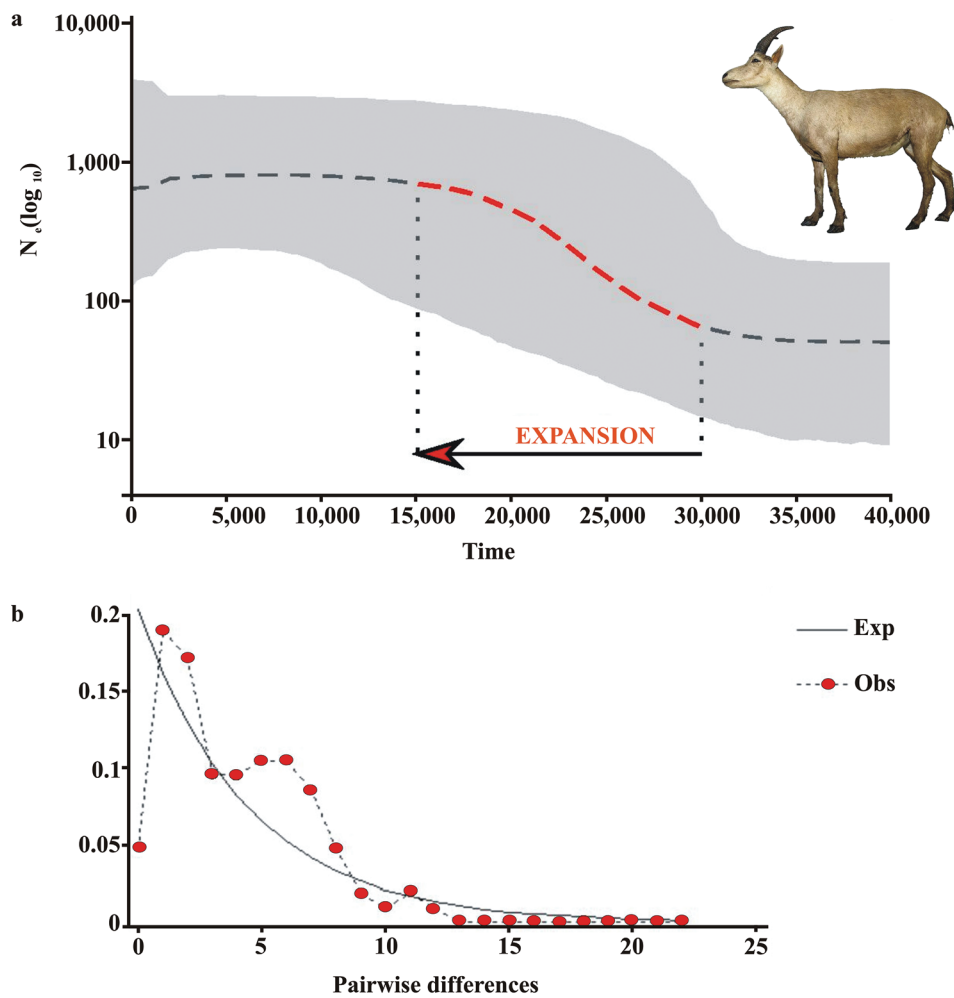 a
10,000
1,000
100
10
N e (log 10)
EXPANSION
0 5,000 10,000 15,000 20,000 25,000 30,000 35,000 40,000
Time
b
0.2
0.15
0.1
0.05
0
Exp
Obs
0 5 10 15 20 25
Pairwise differences